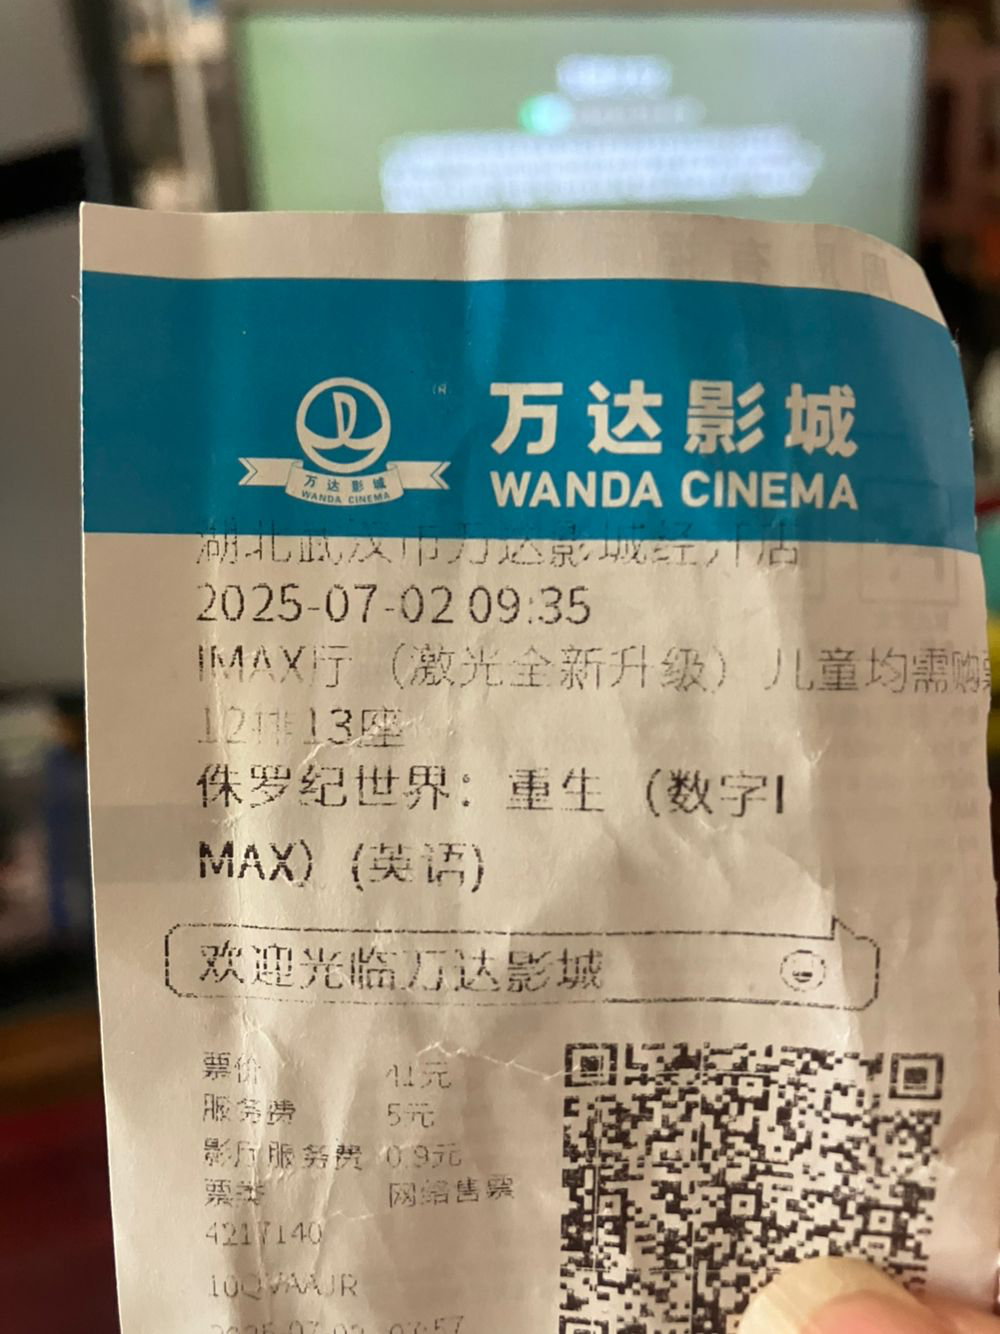 万达影城
WANDA CINEMA
万达影城
WANDA CINEMA
湖北武汉市万达影城经开店
2025-07-02 09:35
IMAX厅（激光全新升级）儿童均需购票
12排13座
侏罗纪世界：重生（数字I
MAX）(英语)
欢迎光临万达影城
票价 41元
服务费 5元
影厅服务费 0.9元
票类 网络售票
4217140
10QVAAJR
07:57